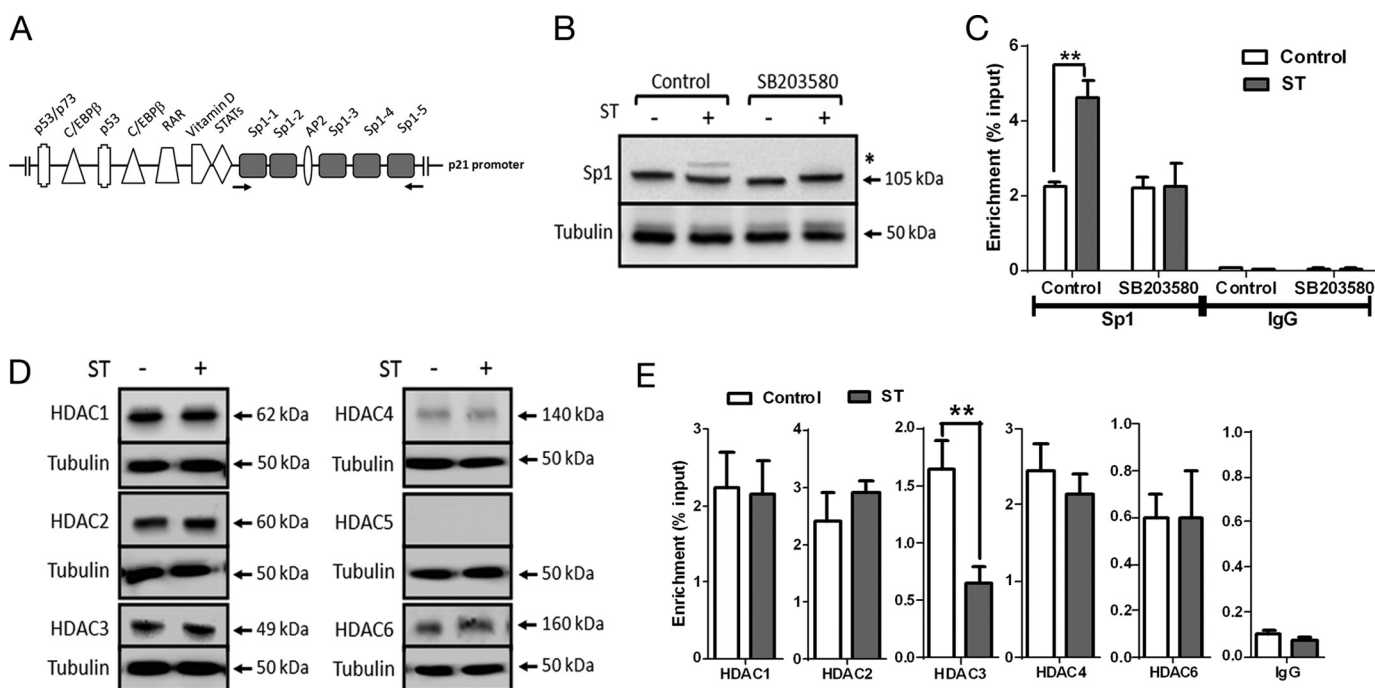 A
p53/p73
C/EBPβ
p53
C/EBPβ
RAR
Vitamin D
STATs
Sp1-1
Sp1-2
AP2
Sp1-3
Sp1-4
Sp1-5
p21 promoter
B
Control SB203580
ST - + - +
Sp1 * 105 kDa
Tubulin 50 kDa
C
Enrichment (% input)
6
4
2
0
**
Control
ST
Control SB203580 Control SB203580
Sp1 IgG
D
ST - +
HDAC1 62 kDa
Tubulin 50 kDa
HDAC2 60 kDa
Tubulin 50 kDa
HDAC3 49 kDa
Tubulin 50 kDa
ST - +
HDAC4 140 kDa
Tubulin 50 kDa
HDAC5
Tubulin 50 kDa
HDAC6 160 kDa
Tubulin 50 kDa
E
Control ST
Enrichment (% input)
3
2
1
0
HDAC1
4
3
2
1
0
HDAC2
2.0
1.5
1.0
0.5
0.0
**
HDAC3
3
2
1
0
HDAC4
1.0
0.8
0.6
0.4
0.2
0.0
HDAC6
1.0
0.8
0.6
0.4
0.2
0.0
IgG